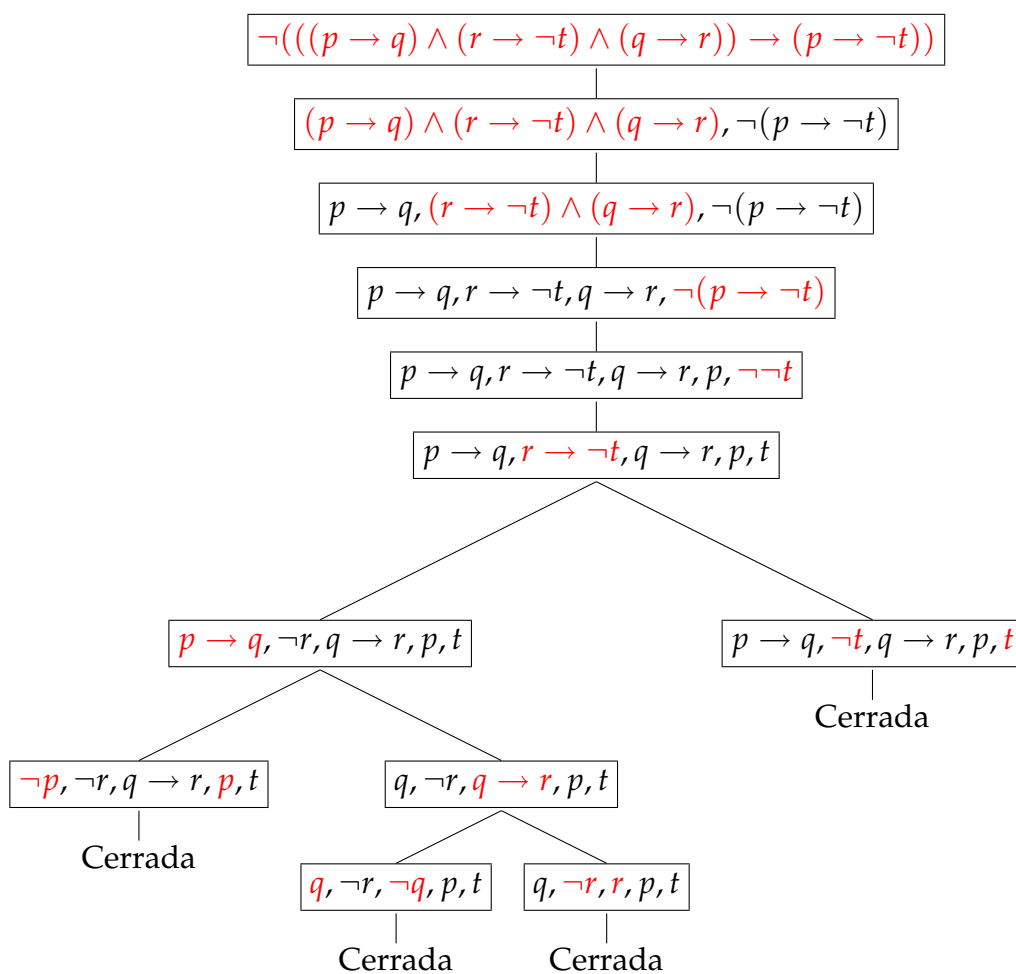 ¬(((p → q) ∧ (r → ¬t) ∧ (q → r)) → (p → ¬t))
(p → q) ∧ (r → ¬t) ∧ (q → r), ¬(p → ¬t)
p → q, (r → ¬t) ∧ (q → r), ¬(p → ¬t)
p → q, r → ¬t, q → r, ¬(p → ¬t)
p → q, r → ¬t, q → r, p, ¬¬t
p → q, r → ¬t, q → r, p, t
p → q, ¬r, q → r, p, t
p → q, ¬t, q → r, p, t
Cerrada
¬p, ¬r, q → r, p, t
q, ¬r, q → r, p, t
Cerrada
q, ¬r, ¬q, p, t
q, ¬r, r, p, t
Cerrada
Cerrada